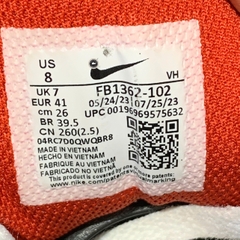 US 8 VH
UK 7 FB1362-102
EUR 41 05/24/23 07/25/23
cm 26 UPC 00196969575632
BR 39.5
CN 260(2.5)
04RC7D0QWQBR8
MADE IN VIETNAM
HECHO EN VIETNAM
FABRIQUÉ AU VIETNAM
FABRICADO NO VIETNÃ